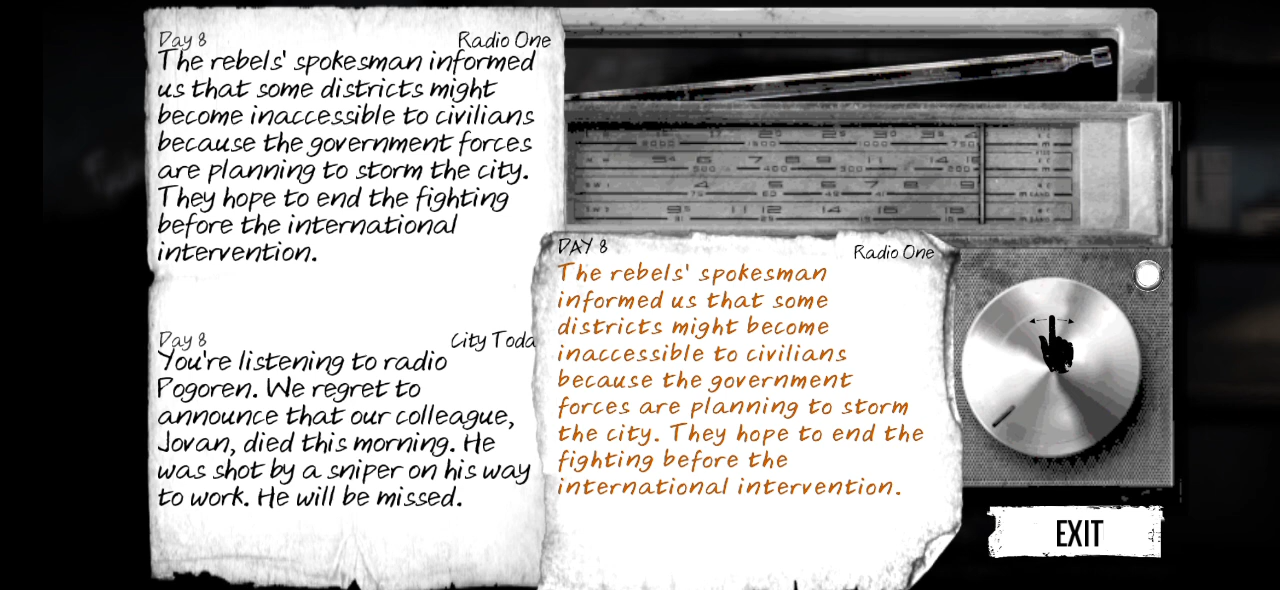 Day 8 Radio One
The rebels' spokesman informed
us that some districts might
become inaccessible to civilians
because the government forces
are planning to storm the city.
They hope to end the fighting
before the international
intervention.
Day 8 City Toda
You're listening to radio
Pogoren. We regret to
announce that our colleague,
Jovan, died this morning. He
was shot by a sniper on his way
to work. He will be missed.
DAY 8 Radio One
The rebels' spokesman
informed us that some
districts might become
inaccessible to civilians
because the government
forces are planning to storm
the city. They hope to end the
fighting before the
international intervention.
EXIT